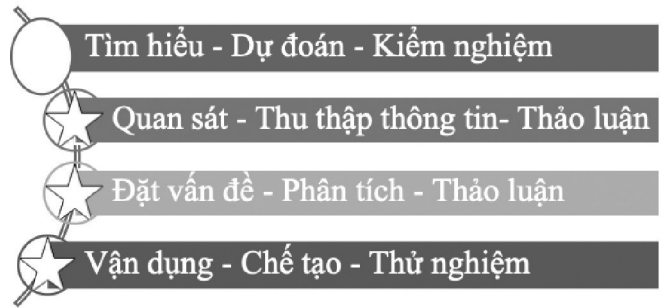 Tìm hiểu - Dự đoán - Kiểm nghiệm
Quan sát - Thu thập thông tin- Thảo luận
Đặt vấn đề - Phân tích - Thảo luận
Vận dụng - Chế tạo - Thử nghiệm